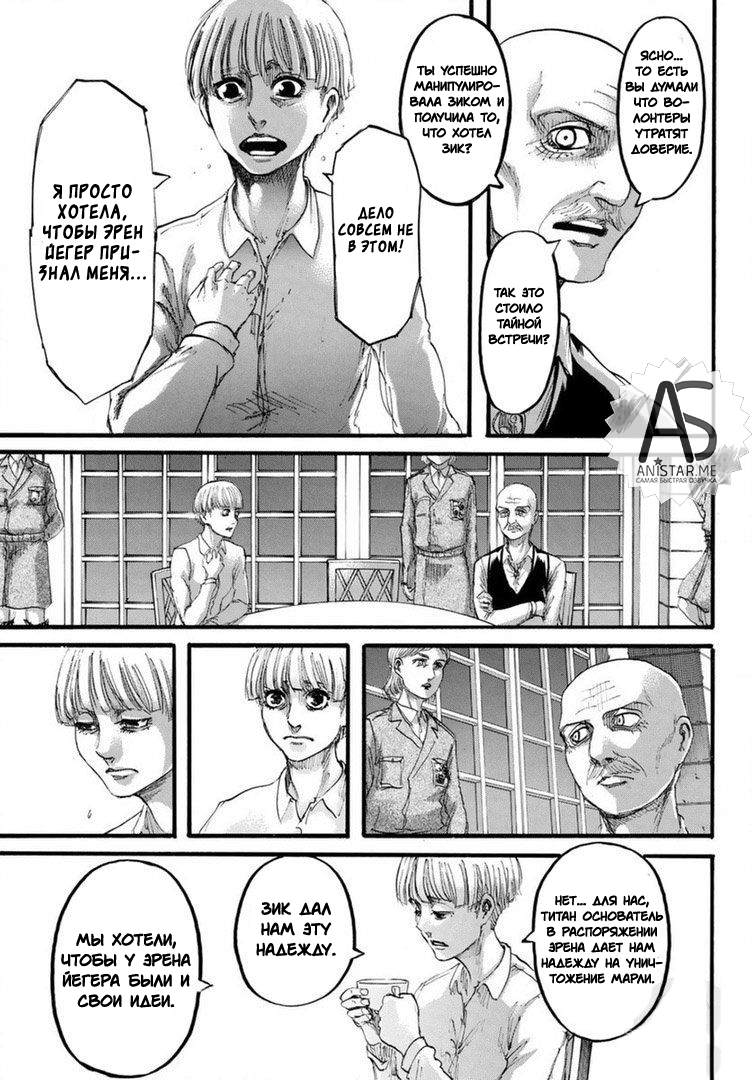 ЯСНО...
ТО ЕСТЬ
ВЫ ДУМАЛИ
ЧТО ВО-
ЛОНТЕРЫ
УТРАТЯТ
ДОВЕРИЕ.
ТЫ УСПЕШНО
МАНИПУЛИРО-
ВАЛА ЗИКОМ И
ПОЛУЧИЛА ТО,
ЧТО ХОТЕЛ
ЗИК?
ТАК ЭТО
СТОИЛО
ТАЙНОЙ
ВСТРЕЧИ?
ДЕЛО
СОВСЕМ НЕ
В ЭТОМ!
Я ПРОСТО
ХОТЕЛА,
ЧТОБЫ ЭРЕН
ЙЕГЕР ПРИ-
ЗНАЛ МЕНЯ...
AS
ANISTAR.ME
САМАЯ БЫСТРАЯ ОЗВУЧКА
НЕТ... ДЛЯ НАС,
ТИТАН ОСНОВАТЕЛЬ
В РАСПОРЯЖЕНИИ
ЭРЕНА ДАЕТ НАМ
НАДЕЖДУ НА УНИЧ-
ТОЖЕНИЕ МАРЛИ.
ЗИК ДАЛ
НАМ ЭТУ
НАДЕЖДУ.
МЫ ХОТЕЛИ,
ЧТОБЫ У ЭРЕНА
ЙЕГЕРА БЫЛИ И
СВОИ ИДЕИ.